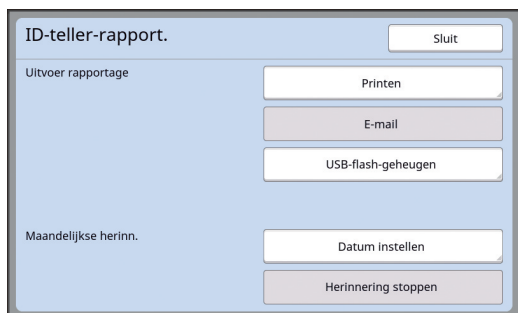 ID-teller-rapport.
Sluit
Uitvoer rapportage
Printen
E-mail
USB-flash-geheugen
Maandelijkse herinn.
Datum instellen
Herinnering stoppen